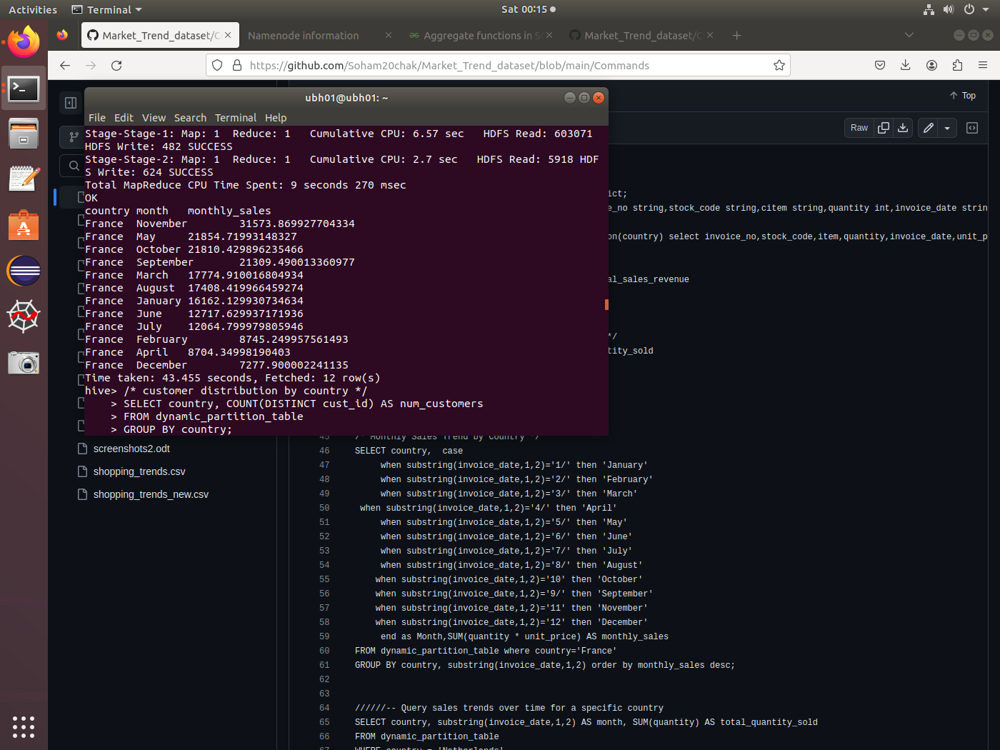 Activities Terminal Sat 00:15
Market_Trend_dataset/C Namenode information Aggregate functions in S Market_Trend_dataset/C
https://github.com/Soham20chak/Market_Trend_dataset/blob/main/Commands
Top
Raw
ubh01@ubh01: ~
File Edit View Search Terminal Help
Stage-Stage-1: Map: 1 Reduce: 1 Cumulative CPU: 6.57 sec HDFS Read: 603071
HDFS Write: 482 SUCCESS
Stage-Stage-2: Map: 1 Reduce: 1 Cumulative CPU: 2.7 sec HDFS Read: 5918 HDF
S Write: 624 SUCCESS
Total MapReduce CPU Time Spent: 9 seconds 270 msec
OK
country month monthly_sales
France November 31573.869927704334
France May 21854.71993148327
France October 21810.429896235466
France September 21309.490013360977
France March 17774.910016804934
France August 17408.419966459274
France January 16162.129930734634
France June 12717.629937171936
France July 12064.799979805946
France February 8745.249957561493
France April 8704.34998190403
France December 7277.900002241135
Time taken: 43.455 seconds, Fetched: 12 row(s)
hive> /* customer distribution by country */
> SELECT country, COUNT(DISTINCT cust_id) AS num_customers
> FROM dynamic_partition_table
> GROUP BY country;
ict;
e_no string,stock_code string,citem string,quantity int,invoice_date strin
on(country) select invoice_no,stock_code,item,quantity,invoice_date,unit_p
al_sales_revenue
*/
tity_sold
screenshots2.odt
shopping_trends.csv
shopping_trends_new.csv
45 /* Monthly Sales Trend by Country */
46 SELECT country, case
47 when substring(invoice_date,1,2)='1/' then 'January'
48 when substring(invoice_date,1,2)='2/' then 'February'
49 when substring(invoice_date,1,2)='3/' then 'March'
50 when substring(invoice_date,1,2)='4/' then 'April'
51 when substring(invoice_date,1,2)='5/' then 'May'
52 when substring(invoice_date,1,2)='6/' then 'June'
53 when substring(invoice_date,1,2)='7/' then 'July'
54 when substring(invoice_date,1,2)='8/' then 'August'
55 when substring(invoice_date,1,2)='10' then 'October'
56 when substring(invoice_date,1,2)='9/' then 'September'
57 when substring(invoice_date,1,2)='11' then 'November'
58 when substring(invoice_date,1,2)='12' then 'December'
59 end as Month,SUM(quantity * unit_price) AS monthly_sales
60 FROM dynamic_partition_table where country='France'
61 GROUP BY country, substring(invoice_date,1,2) order by monthly_sales desc;
62
63
64 //////-- Query sales trends over time for a specific country
65 SELECT country, substring(invoice_date,1,2) AS month, SUM(quantity) AS total_quantity_sold
66 FROM dynamic_partition_table
67 WHERE country = 'Netherlands'